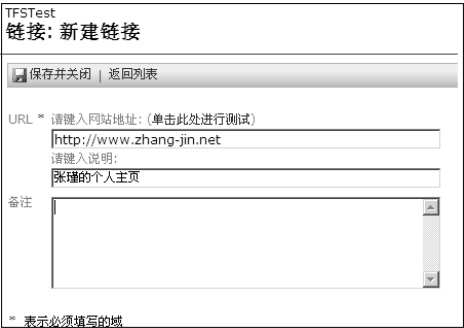 TFSTest
链接: 新建链接
保存并关闭 | 返回列表
URL * 请键入网站地址: (单击此处进行测试)
http://www.zhang-jin.net
请键入说明:
张瑾的个人主页
备注
* 表示必须填写的域